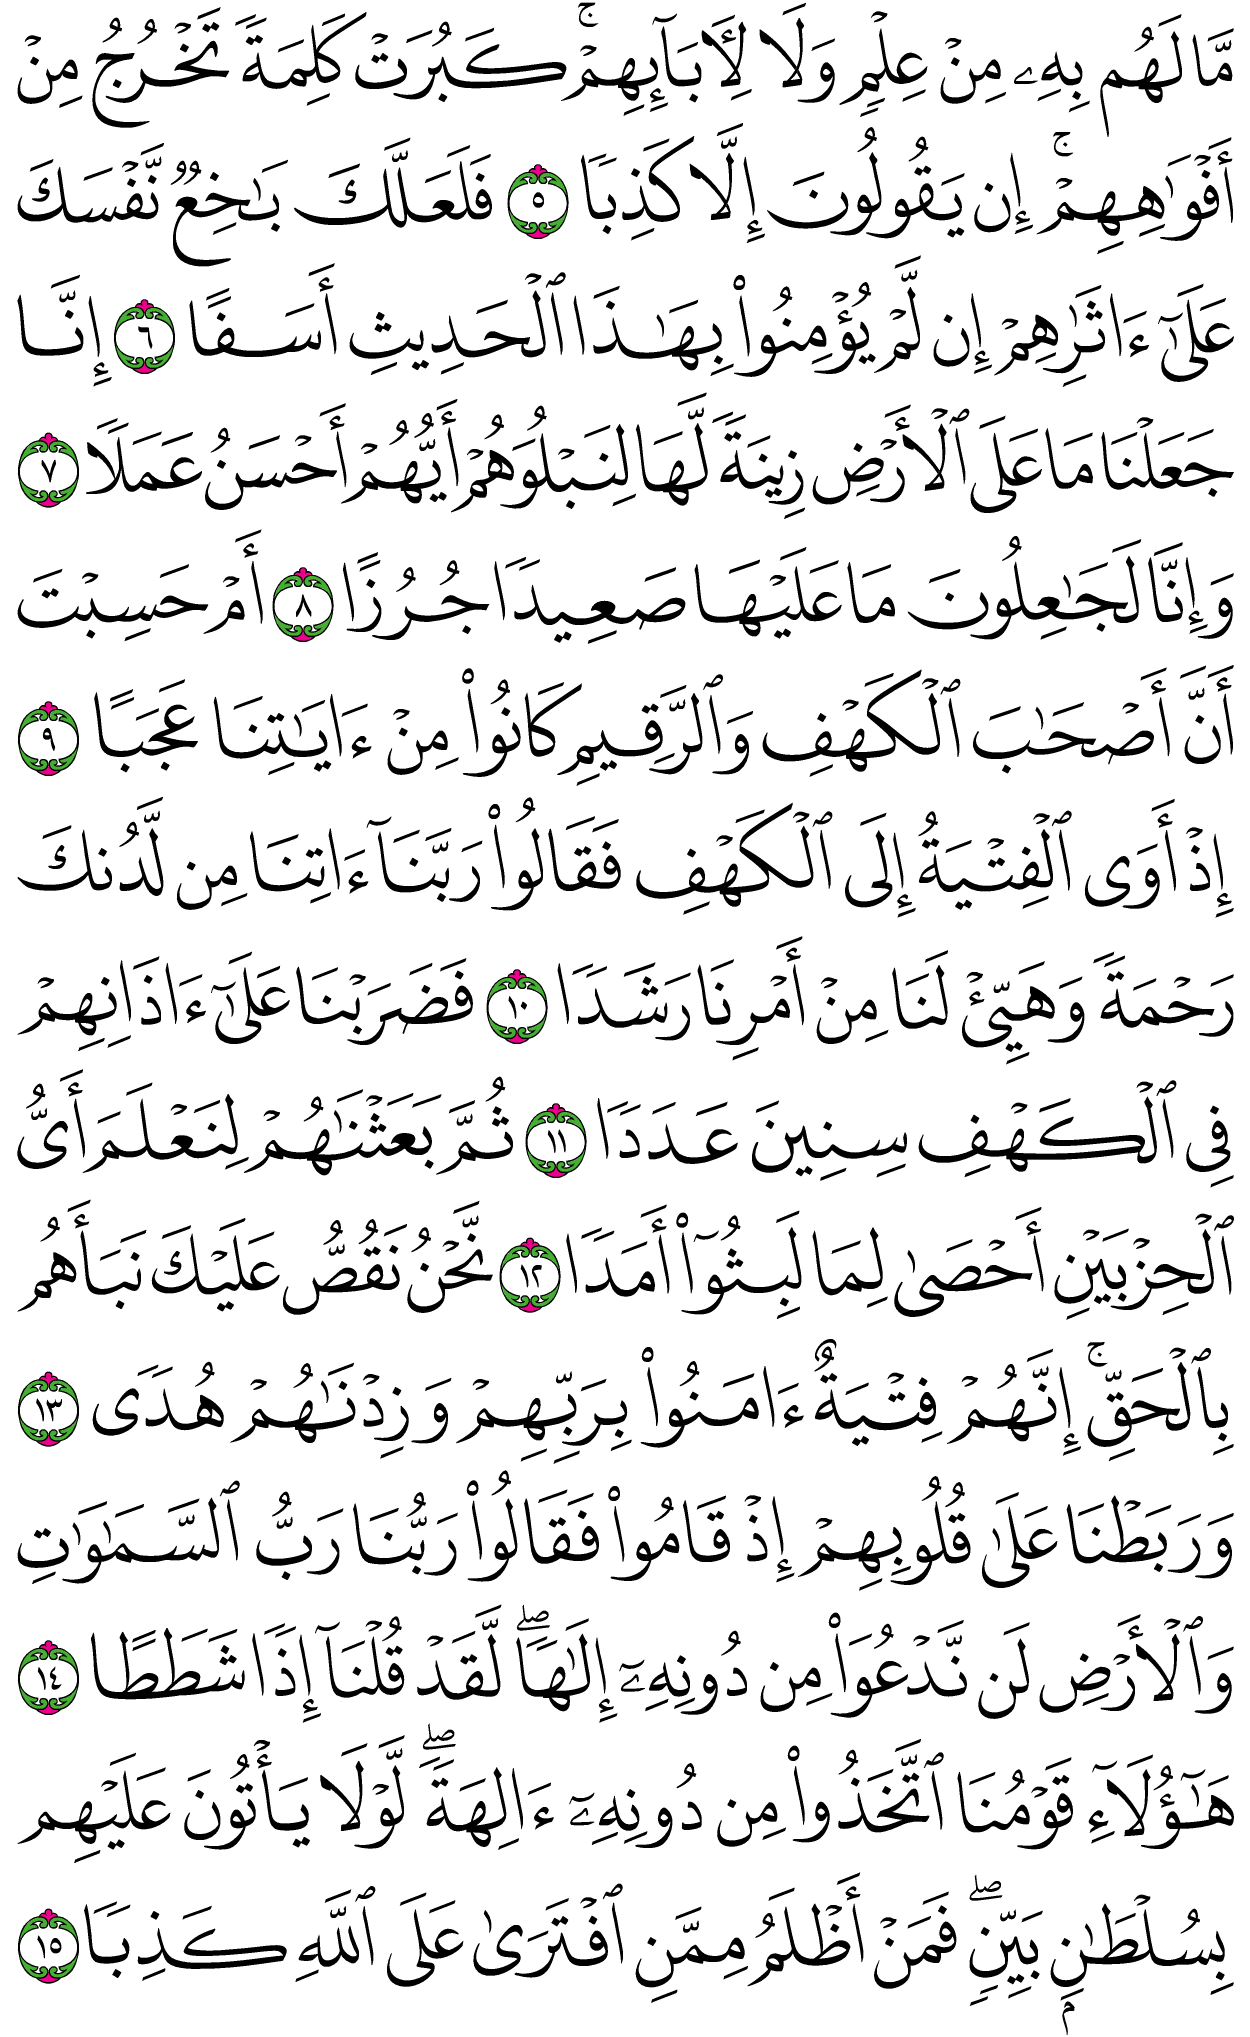 مَّا لَهُم بِهِۦ مِنۡ عِلۡمٖ وَلَا لِأٓبَآئِهِمۡۚ كَبُرَتۡ كَلِمَةٗ تَخۡرُجُ مِنۡ
أَفۡوَٰهِهِمۡۚ إِن يَقُولُونَ إِلَّا كَذِبٗا ٥ فَلَعَلَّكَ بَٰخِعٞ نَّفۡسَكَ
عَلَىٰٓ ءَاثَٰرِهِمۡ إِن لَّمۡ يُؤۡمِنُواْ بِهَٰذَا ٱلۡحَدِيثِ أَسَفًا ٦ إِنَّا
جَعَلۡنَا مَا عَلَى ٱلۡأَرۡضِ زِينَةٗ لَّهَا لِنَبۡلُوَهُمۡ أَيُّهُمۡ أَحۡسَنُ عَمَلٗا ٧
وَإِنَّا لَجَٰعِلُونَ مَا عَلَيۡهَا صَعِيدٗا جُرُزًا ٨ أَمۡ حَسِبۡتَ
أَنَّ أَصۡحَٰبَ ٱلۡكَهۡفِ وَٱلرَّقِيمِ كَانُواْ مِنۡ ءَايَٰتِنَا عَجَبًا ٩
إِذۡ أَوَى ٱلۡفِتۡيَةُ إِلَى ٱلۡكَهۡفِ فَقَالُواْ رَبَّنَآ ءَاتِنَا مِن لَّدُنكَ
رَحۡمَةٗ وَهَيِّئۡ لَنَا مِنۡ أَمۡرِنَا رَشَدٗا ١٠ فَضَرَبۡنَا عَلَىٰٓ ءَاذَانِهِمۡ
فِي ٱلۡكَهۡفِ سِنِينَ عَدَدٗا ١١ ثُمَّ بَعَثۡنَٰهُمۡ لِنَعۡلَمَ أَيُّ
ٱلۡحِزۡبَيۡنِ أَحۡصَىٰ لِمَا لَبِثُوٓاْ أَمَدٗا ١٢ نَّحۡنُ نَقُصُّ عَلَيۡكَ نَبَأَهُم
بِٱلۡحَقِّۚ إِنَّهُمۡ فِتۡيَةٌ ءَامَنُواْ بِرَبِّهِمۡ وَزِدۡنَٰهُمۡ هُدٗى ١٣
وَرَبَطۡنَا عَلَىٰ قُلُوبِهِمۡ إِذۡ قَامُواْ فَقَالُواْ رَبُّنَا رَبُّ ٱلسَّمَٰوَٰتِ
وَٱلۡأَرۡضِ لَن نَّدۡعُوَاْ مِن دُونِهِۦٓ إِلَٰهٗاۖ لَّقَدۡ قُلۡنَآ إِذٗا شَطَطًا ١٤
هَٰٓؤُلَآءِ قَوۡمُنَا ٱتَّخَذُواْ مِن دُونِهِۦٓ ءَالِهَةٗۖ لَّوۡلَا يَأۡتُونَ عَلَيۡهِم
بِسُلۡطَٰنِۭ بَيِّنٖۖ فَمَنۡ أَظۡلَمُ مِمَّنِ ٱفۡتَرَىٰ عَلَى ٱللَّهِ كَذِبٗا ١٥